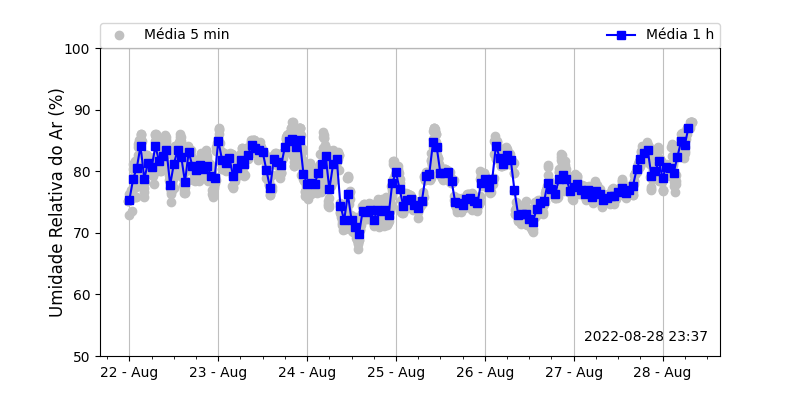 Média 5 min
Média 1 h
Umidade Relativa do Ar (%)
100
90
80
70
60
50
2022-08-28 23:37
22 - Aug
23 - Aug
24 - Aug
25 - Aug
26 - Aug
27 - Aug
28 - Aug